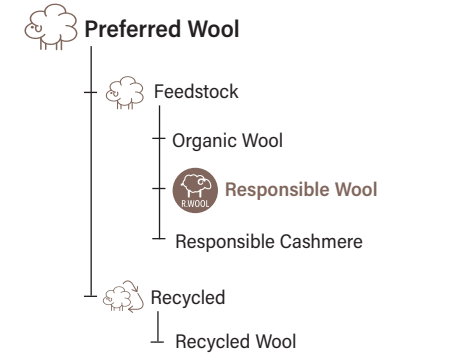 Preferred Wool
Feedstock
Organic Wool
R.WOOL
Responsible Wool
Responsible Cashmere
Recycled
Recycled Wool